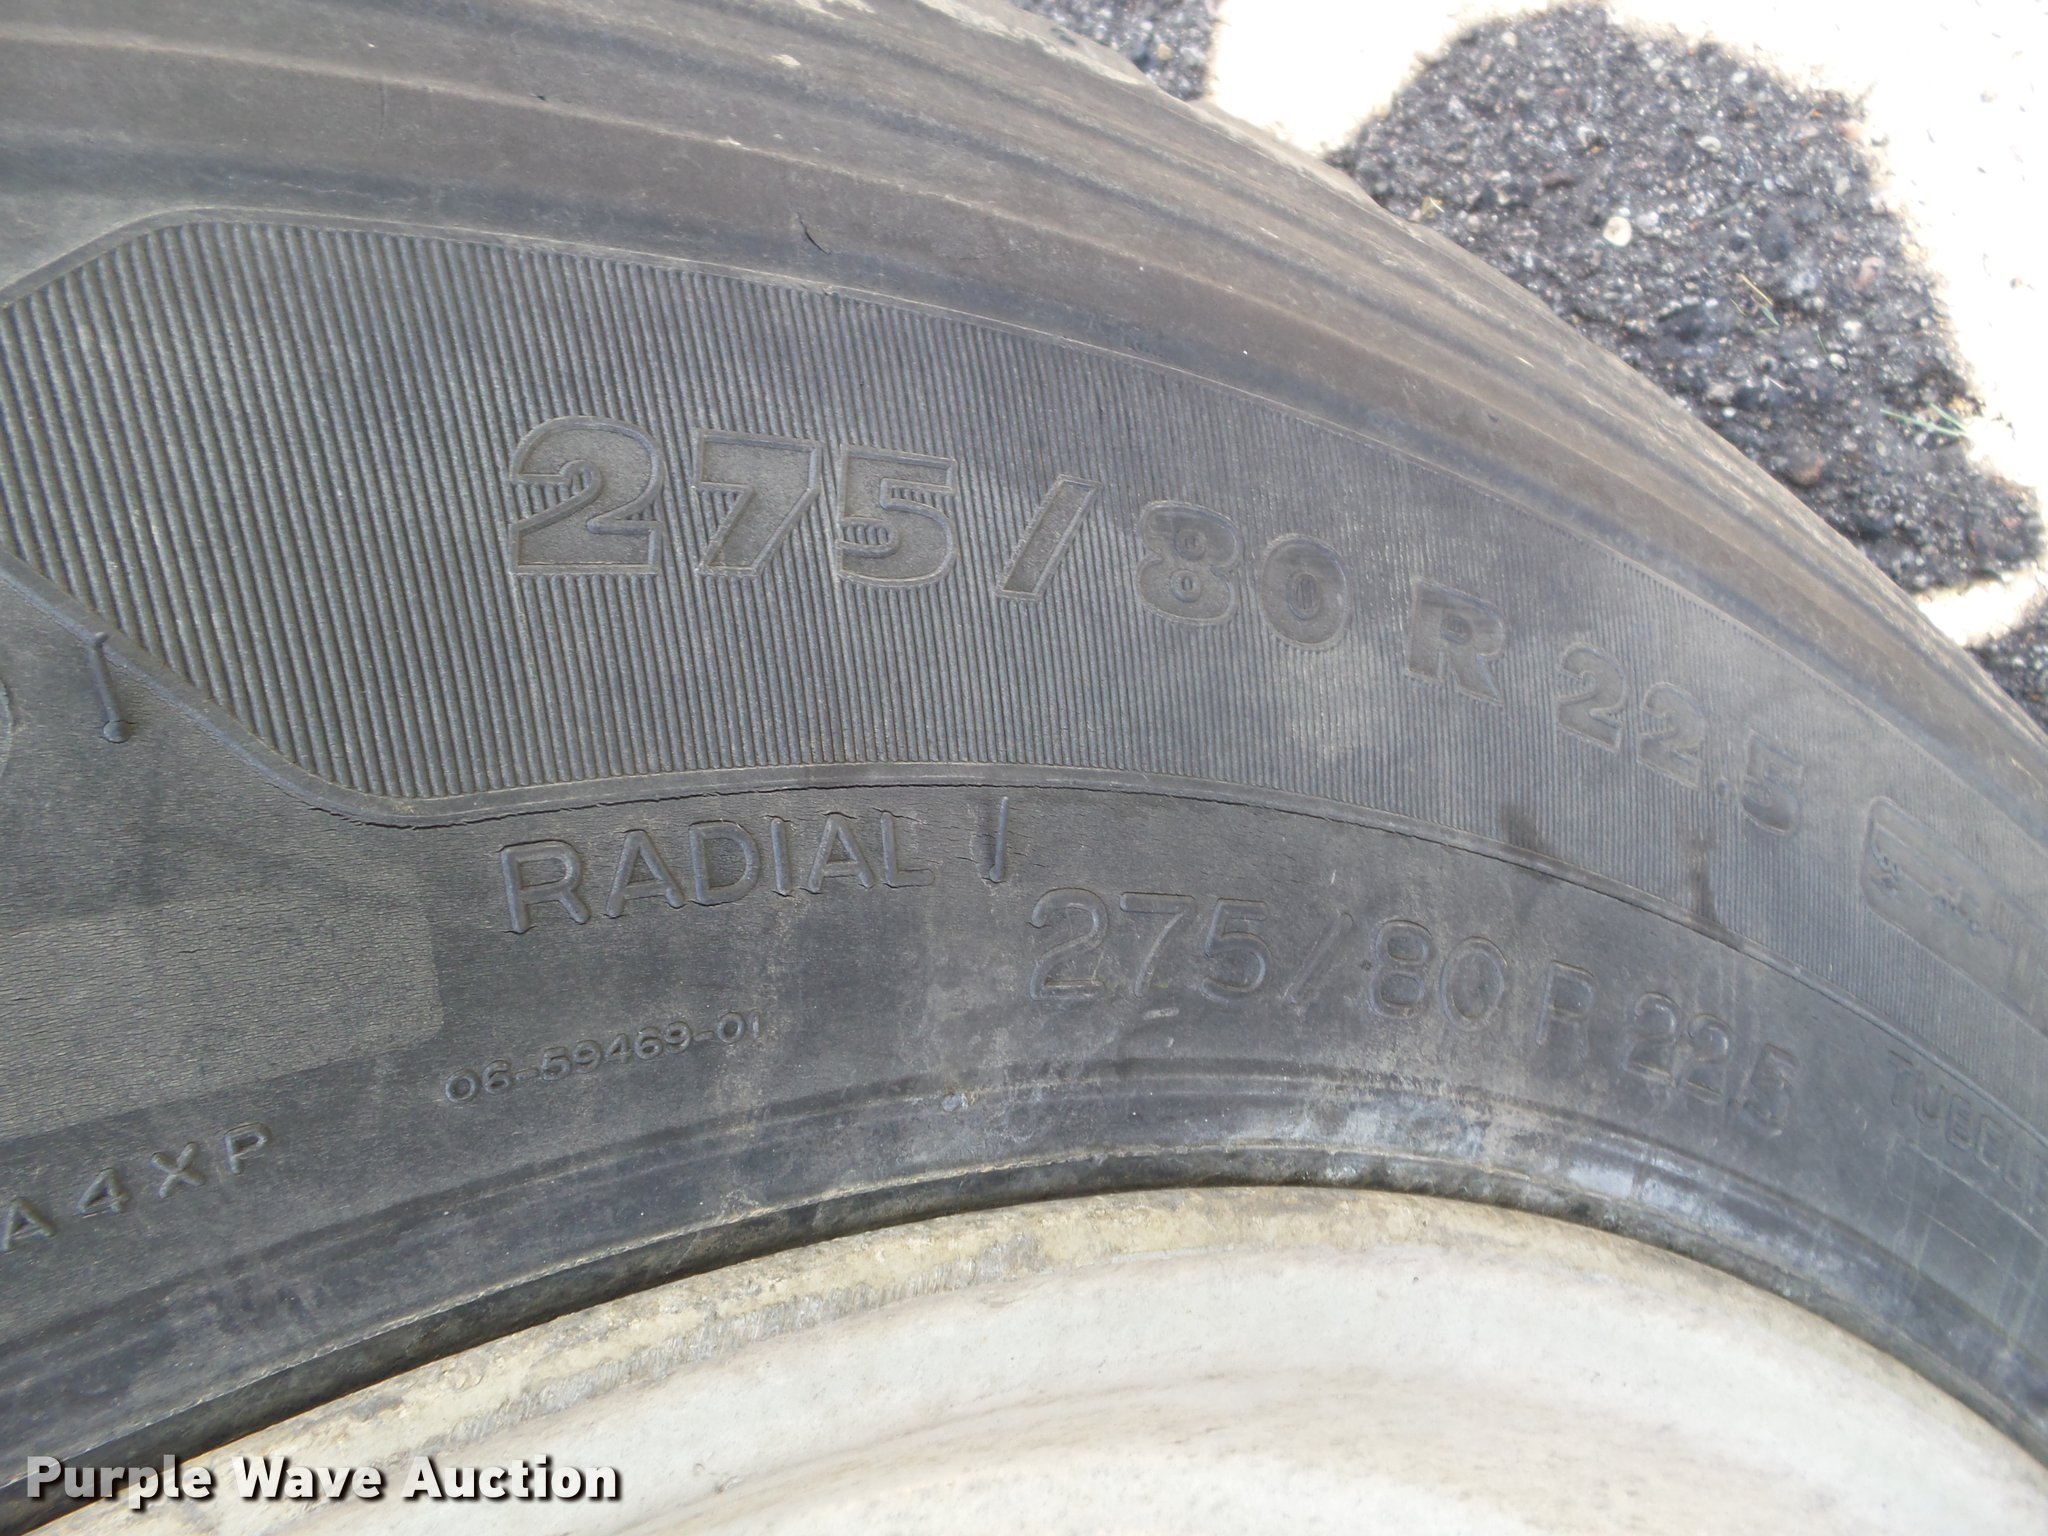 275/80 R 22.5
RADIAL
275/80 R 22,5
06-59469-01
A4XP
Purple Wave Auction